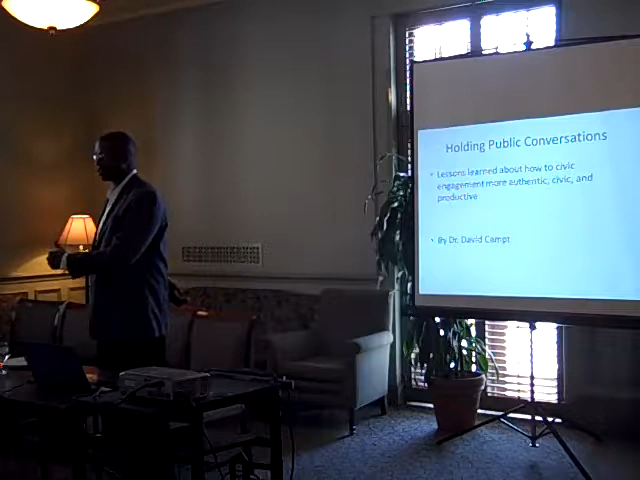 Holding Public Conversations
• Lessons learned about how to civic
engagement more authentic, civic, and
productive
• By Dr. David Campt